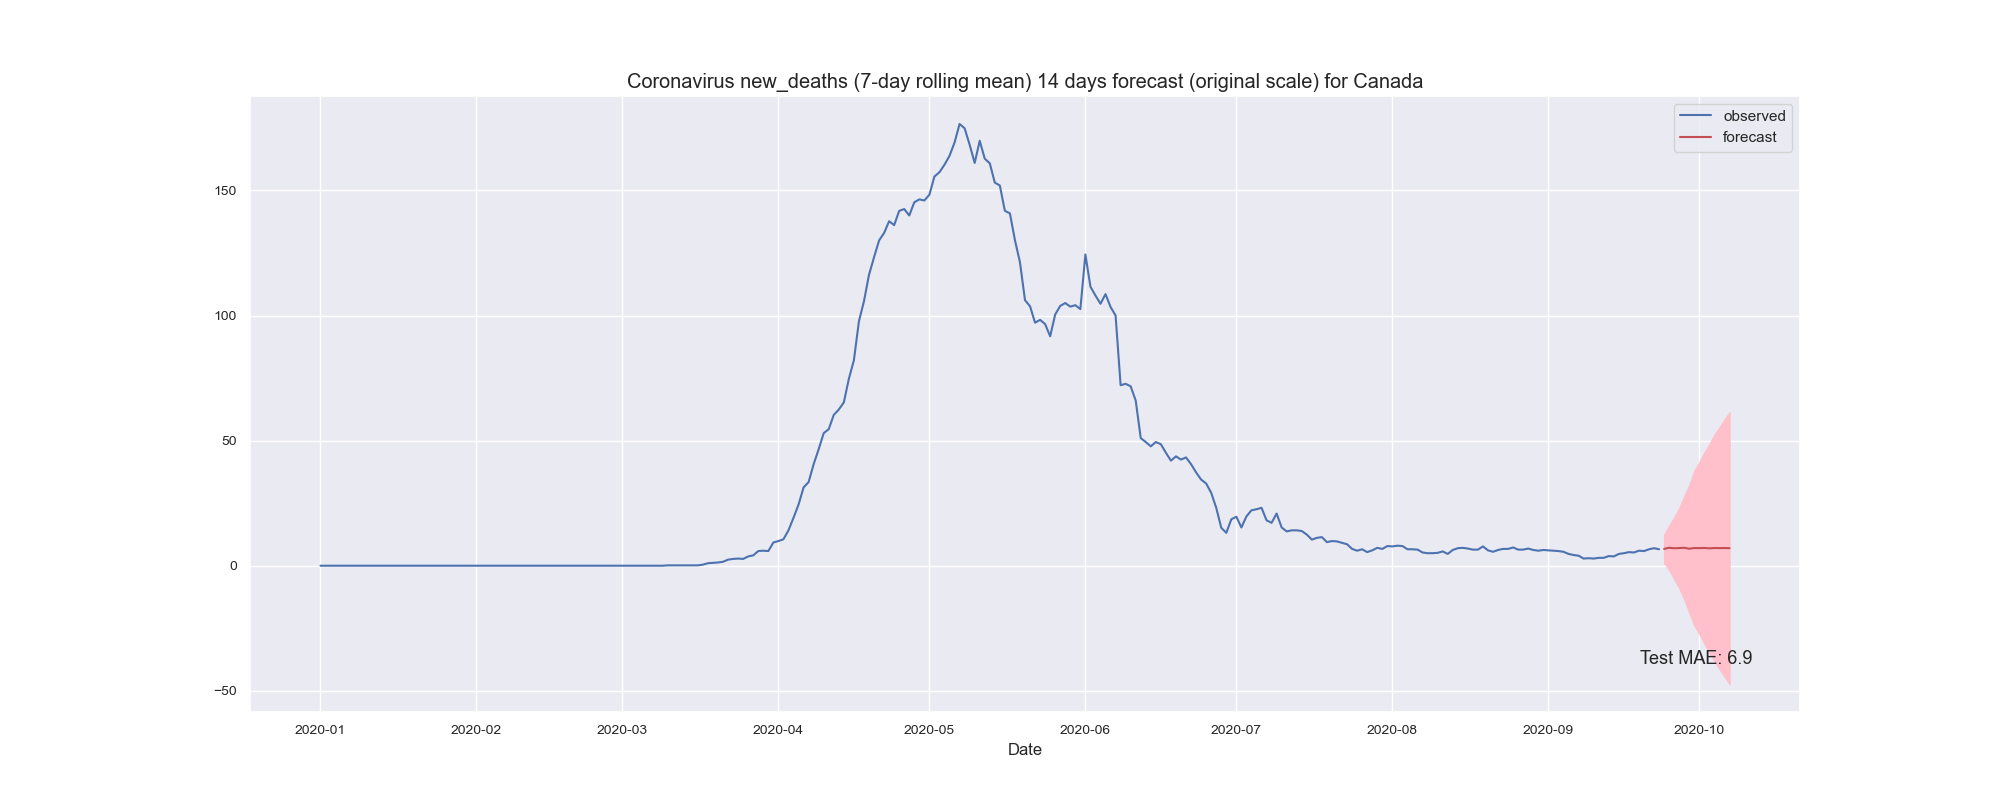 Coronavirus new_deaths (7-day rolling mean) 14 days forecast (original scale) for Canada
observed
forecast
150
100
50
0
−50
Test MAE: 6.9
2020-01 2020-02 2020-03 2020-04 2020-05 2020-06 2020-07 2020-08 2020-09 2020-10
Date